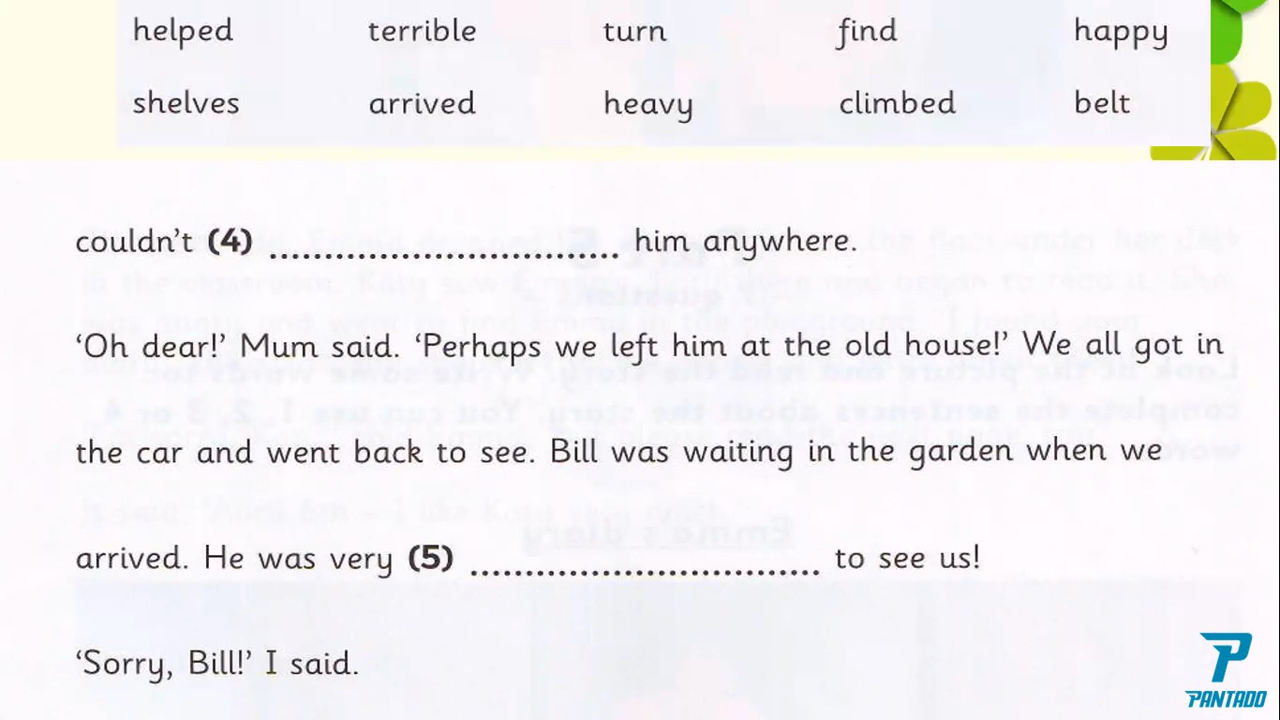 helped terrible turn find happy
shelves arrived heavy climbed belt
couldn't (4) .................................... him anywhere.
'Oh dear!' Mum said. 'Perhaps we left him at the old house!' We all got in
the car and went back to see. Bill was waiting in the garden when we
arrived. He was very (5) .................................... to see us!
'Sorry, Bill!' I said.
PANTADO